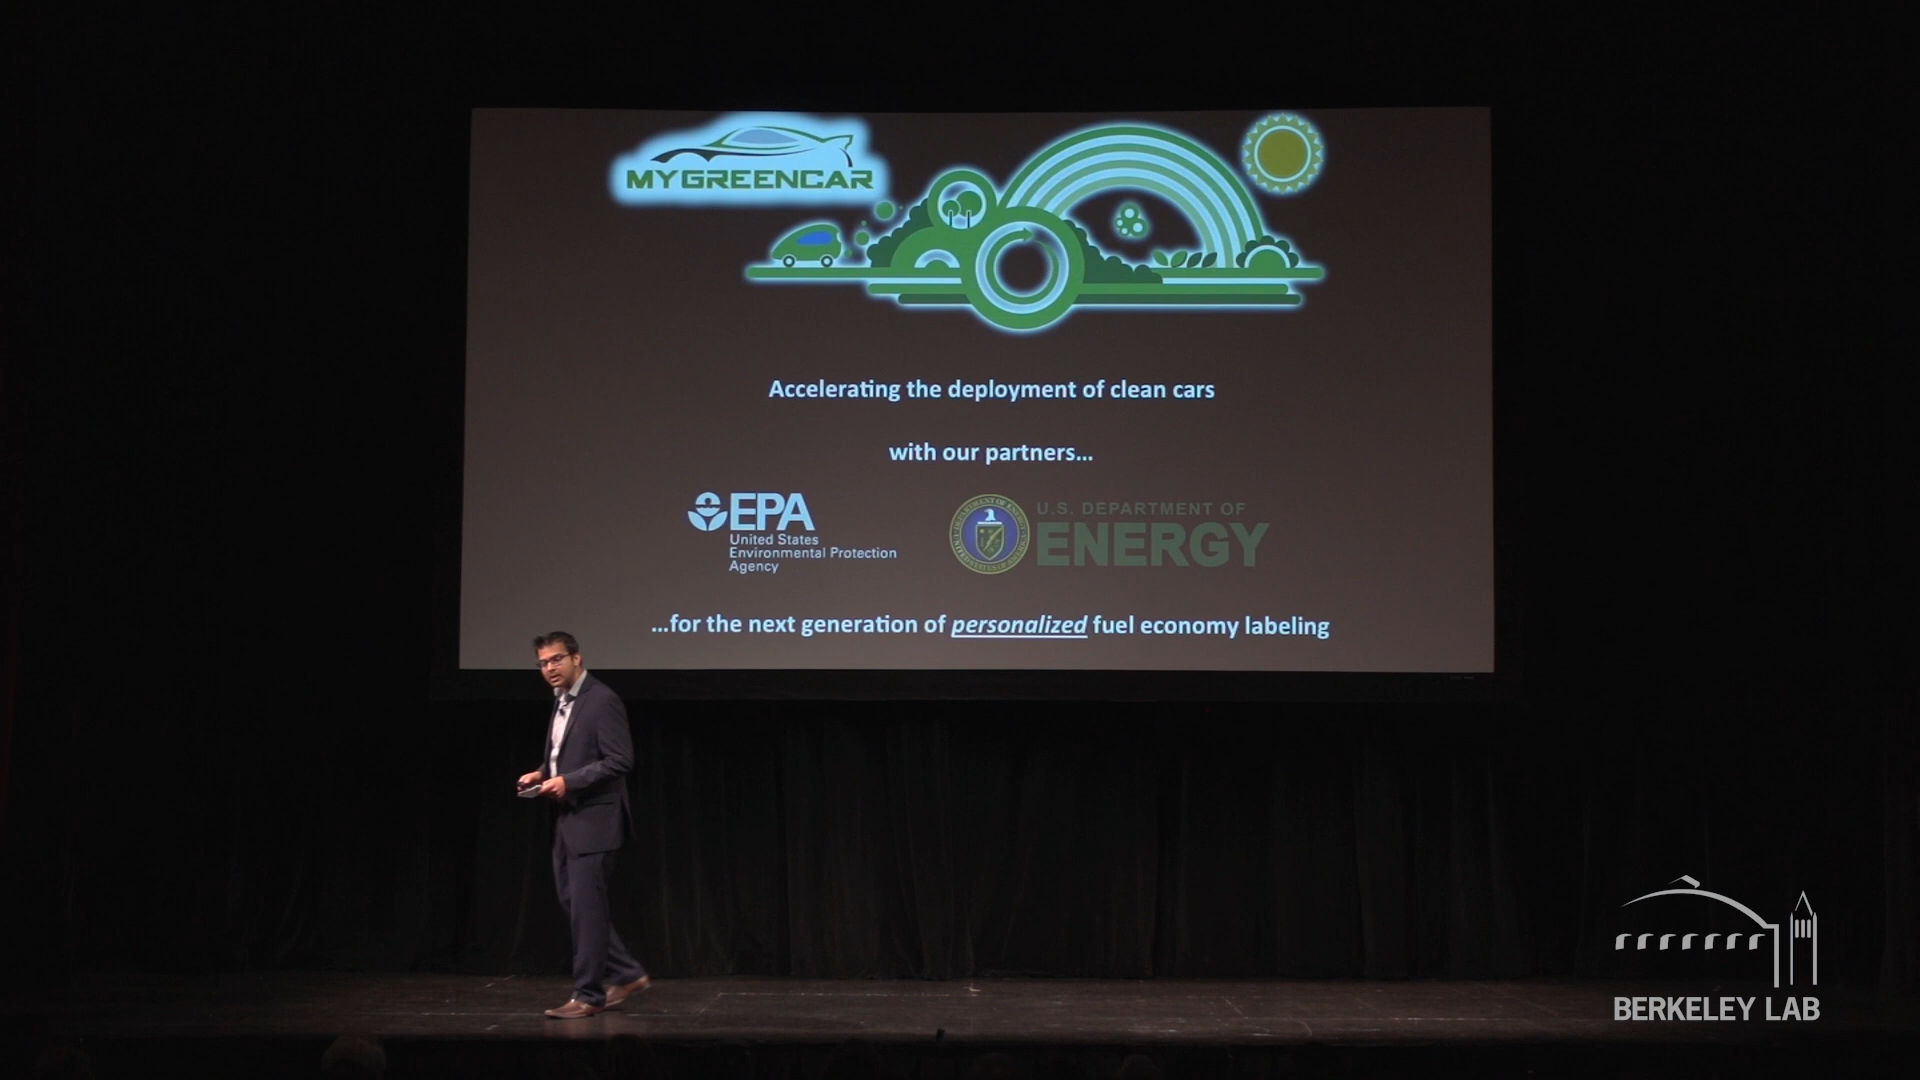 MYGREENCAR
Accelerating the deployment of clean cars
with our partners...
EPA
United States
Environmental Protection
Agency
U.S. DEPARTMENT OF
ENERGY
...for the next generation of personalized fuel economy labeling
BERKELEY LAB